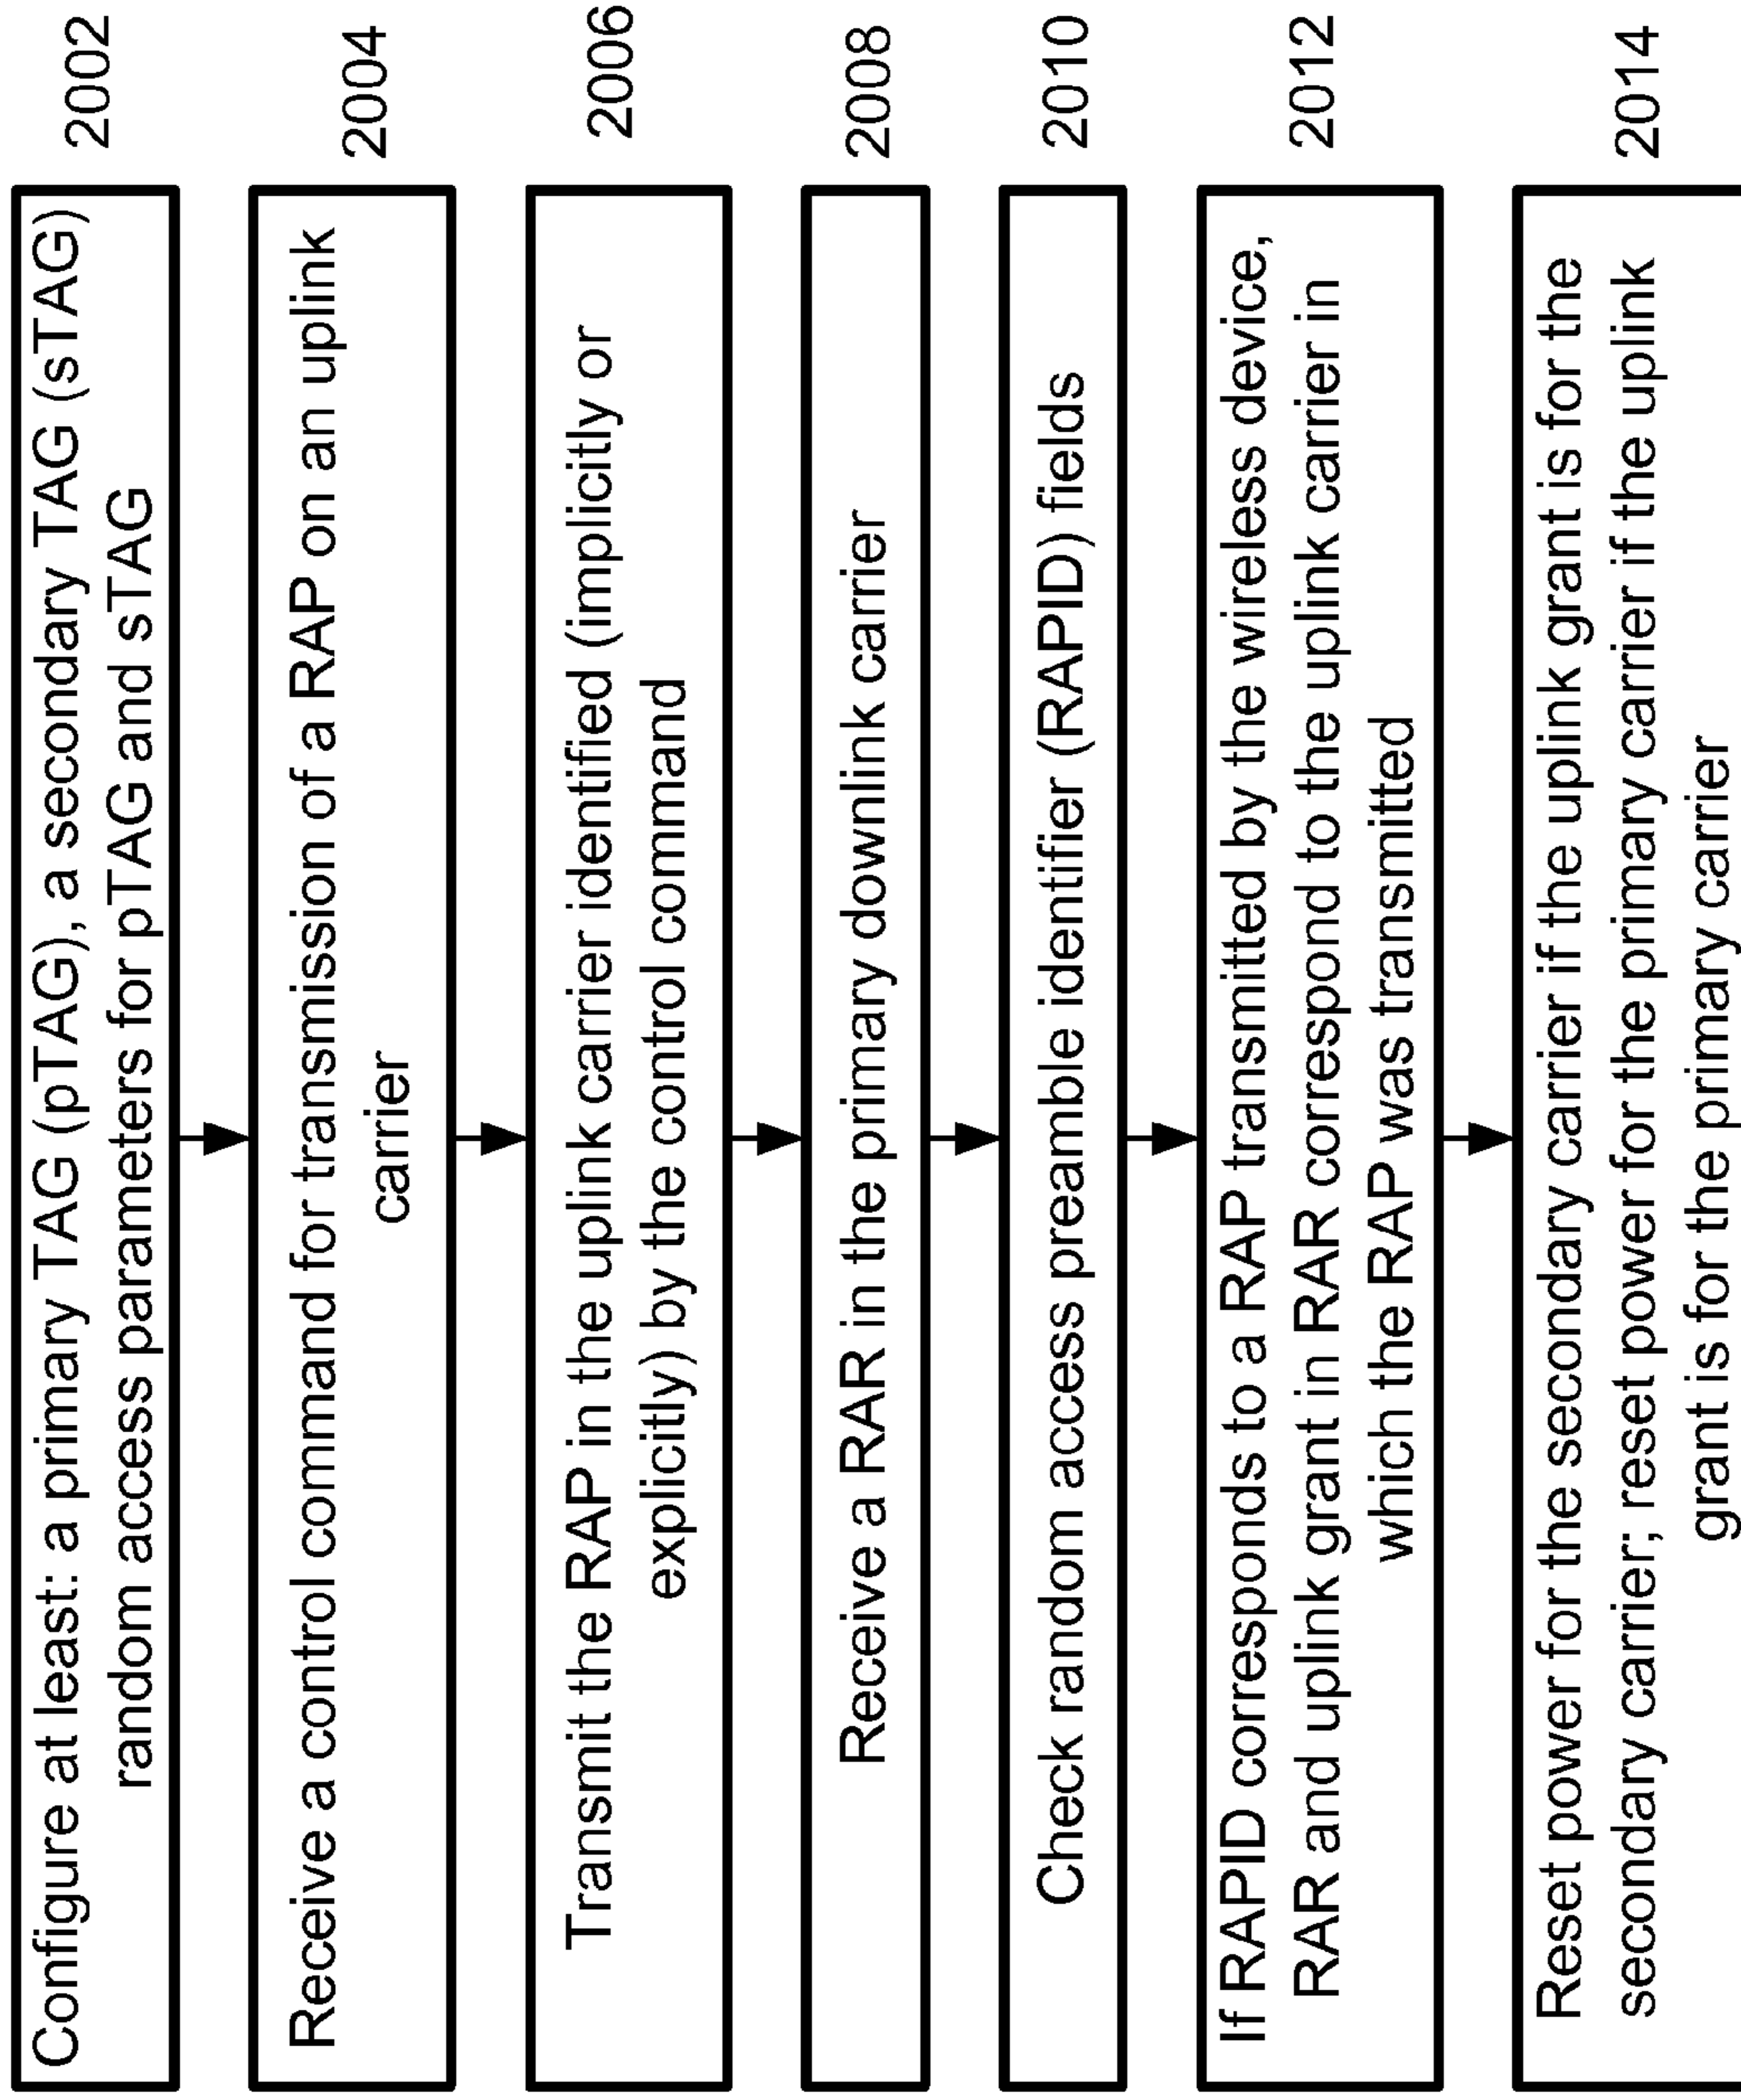 Configure at least: a primary TAG (pTAG), a secondary TAG (sTAG)
random access parameters for pTAG and sTAG
2002
Receive a control command for transmission of a RAP on an uplink
carrier
2004
Transmit the RAP in the uplink carrier identified (implicitly or
explicitly) by the control command
2006
Receive a RAR in the primary downlink carrier
2008
Check random access preamble identifier (RAPID) fields
2010
If RAPID corresponds to a RAP transmitted by the wireless device,
RAR and uplink grant in RAR correspond to the uplink carrier in
which the RAP was transmitted
2012
Reset power for the secondary carrier if the uplink grant is for the
secondary carrier; reset power for the primary carrier if the uplink
grant is for the primary carrier
2014